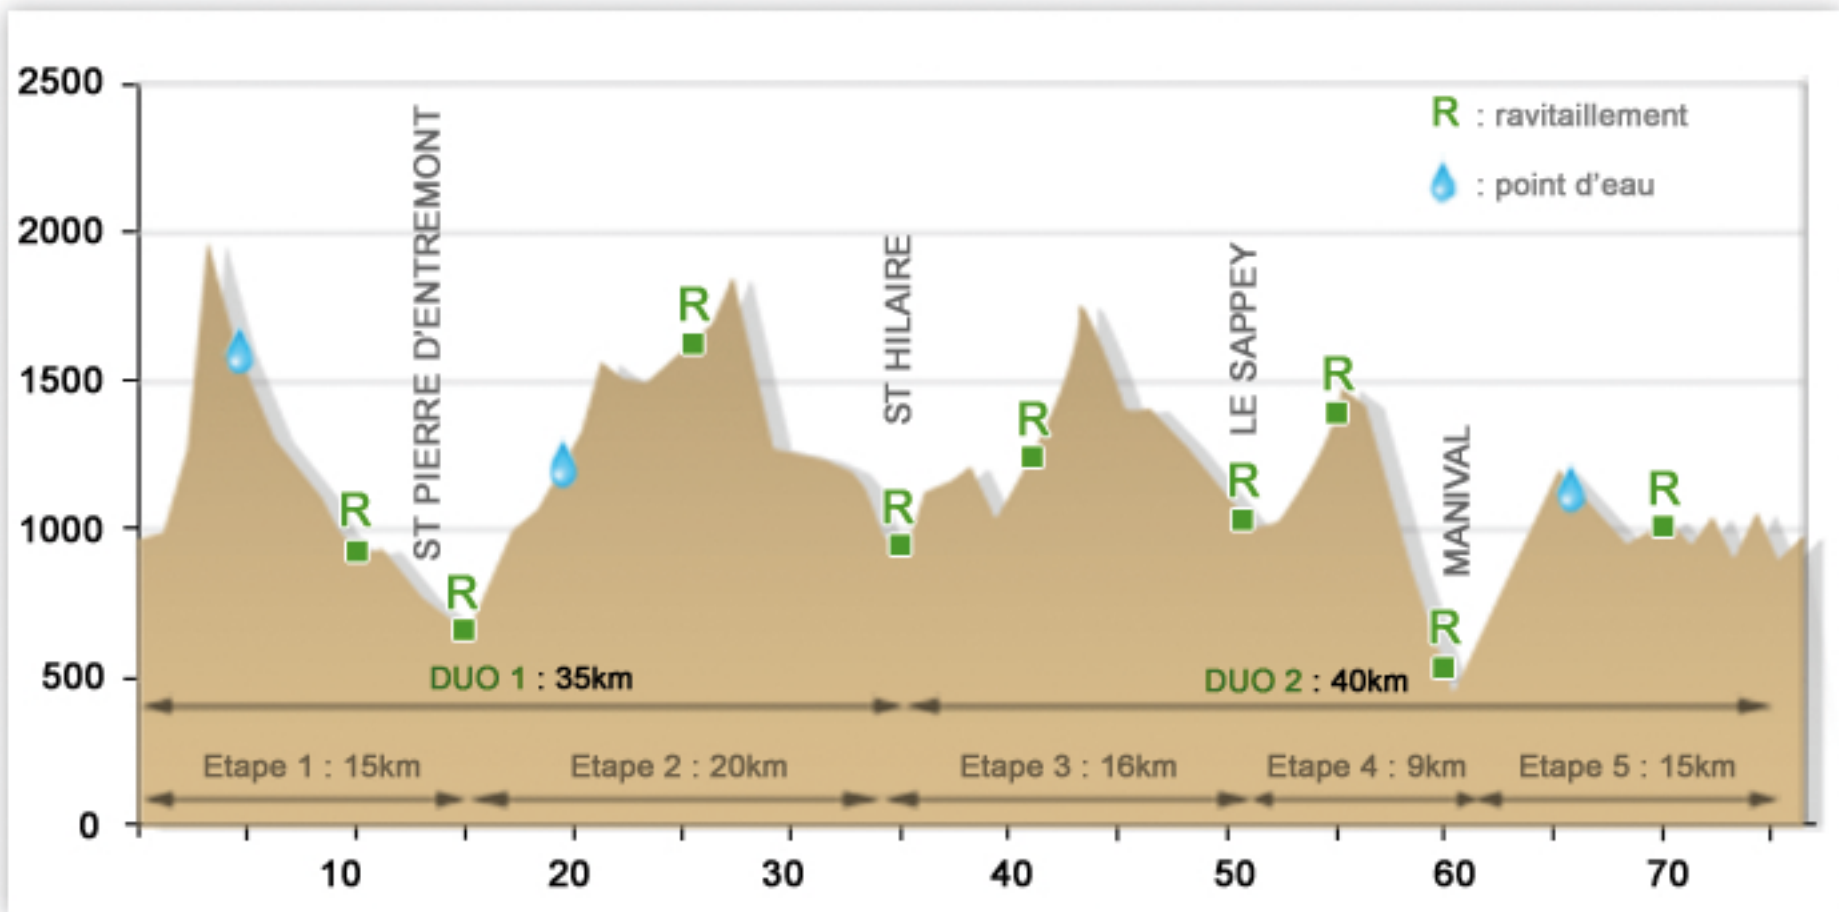 2500
2000
1500
1000
500
0
R : ravitaillement
: point d'eau
ST PIERRE D'ENTREMONT
ST HILAIRE
LE SAPPEY
MANIVAL
R
R
R
R
R
R
R
R
R
DUO 1 : 35km
DUO 2 : 40km
Etape 1 : 15km
Etape 2 : 20km
Etape 3 : 16km
Etape 4 : 9km
Etape 5 : 15km
10 20 30 40 50 60 70